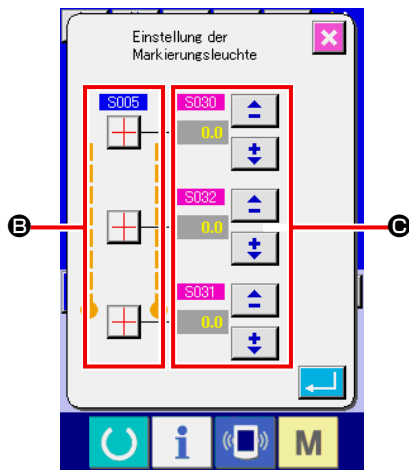 Einstellung der
Markierungsleuchte
S005
S030
0.0
S032
0.0
S031
0.0
B
C
i
M